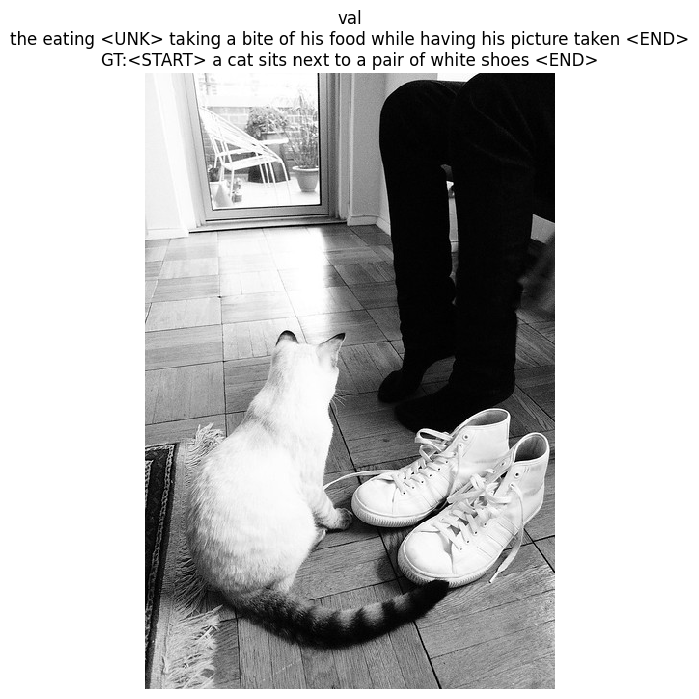 val
the eating <UNK> taking a bite of his food while having his picture taken <END>
GT:<START> a cat sits next to a pair of white shoes <END>